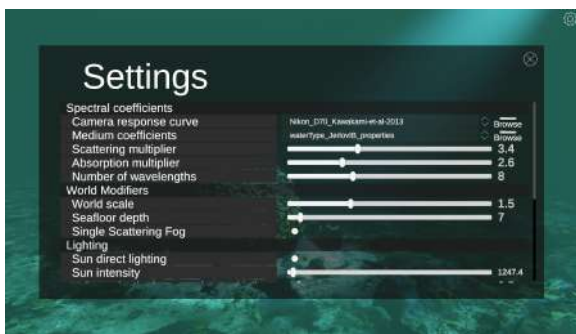 Settings
Spectral coefficients
Camera response curve Nikon_D70_Kawakami-et-al-2013 Browse
Medium coefficients waterType_JerlovIB_properties Browse
Scattering multiplier 3.4
Absorption multiplier 2.6
Number of wavelengths 8
World Modifiers
World scale 1.5
Seafloor depth 7
Single Scattering Fog
Lighting
Sun direct lighting
Sun intensity 1247.4